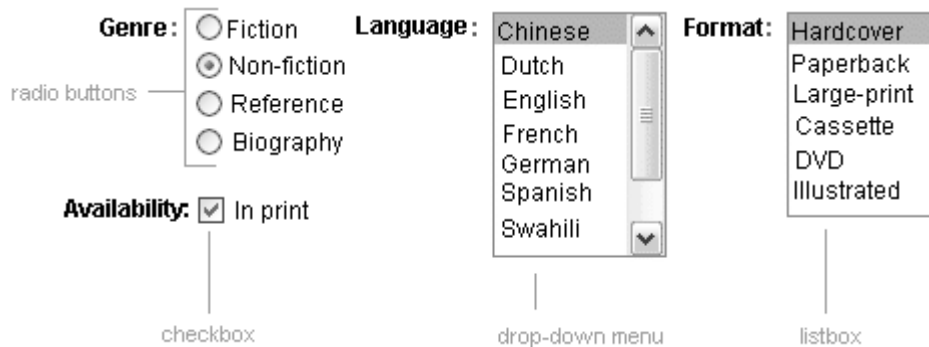 Genre:
Fiction
Non-fiction
Reference
Biography
radio buttons
Availability:
In print
checkbox
Language:
Chinese
Dutch
English
French
German
Spanish
Swahili
drop-down menu
Format:
Hardcover
Paperback
Large-print
Cassette
DVD
Illustrated
listbox